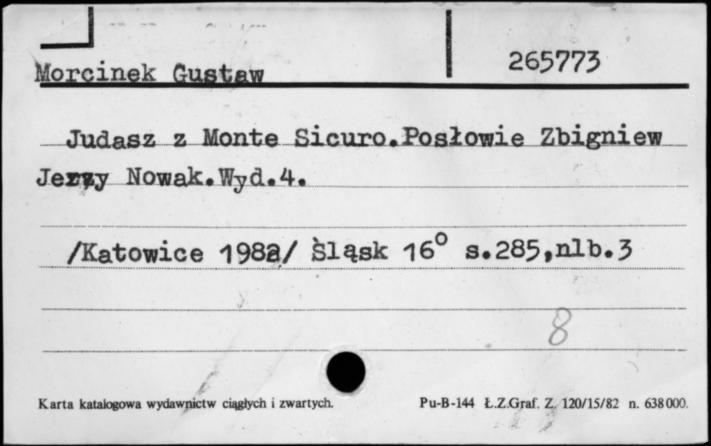 Morcinek Gustaw 265773
Judasz z Monte Sicuro.Posłowie Zbigniew
Jerzy Nowak.Wyd.4.
/Katowice 1982/ Śląsk 16° s.285,nlb.3
8
Karta katalogowa wydawnictw ciągłych i zwartych. Pu-B-144 Ł.Z.Graf. Z. 120/15/82 n. 638000.